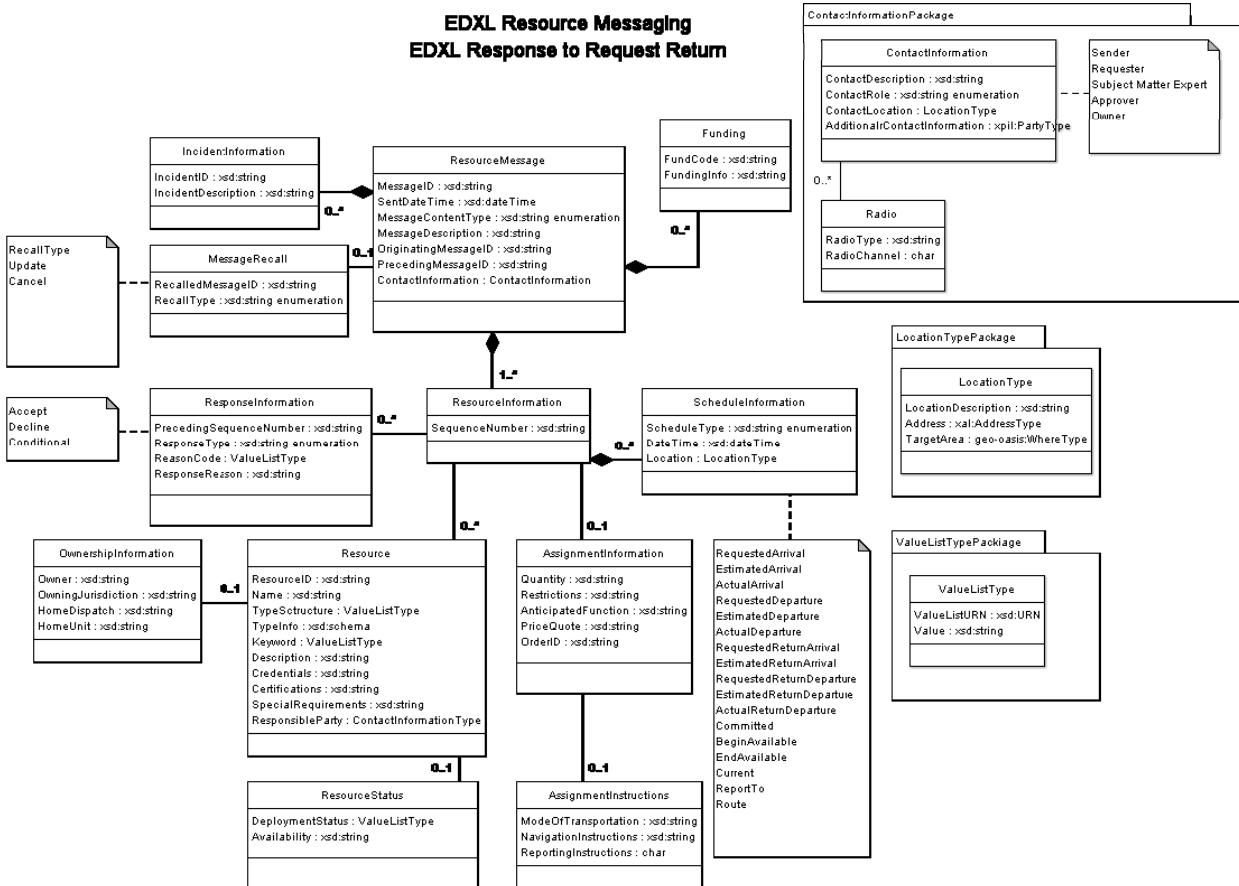 EDXL Resource Messaging
EDXL Response to Request Return
ContactInformationPackage
ContactInformation
ContactDescription : xsd:string
ContactRole : xsd:string enumeration
ContactLocation : LocationType
AdditionalrContactInformation : xpil:PartyType
Sender
Requester
Subject Matter Expert
Approver
Owner
0..*
Radio
RadioType : xsd:string
RadioChannel : char
IncidentInformation
IncidentID : xsd:string
IncidentDescription : xsd:string
0..*
ResourceMessage
MessageID : xsd:string
SentDateTime : xsd:dateTime
MessageContentType : xsd:string enumeration
MessageDescription : xsd:string
OriginatingMessageID : xsd:string
PrecedingMessageID : xsd:string
ContactInformation : ContactInformation
Funding
FundCode : xsd:string
FundingInfo : xsd:string
0..*
RecallType
Update
Cancel
MessageRecall
RecalledMessageID : xsd:string
RecallType : xsd:string enumeration
0..1
1..*
LocationTypePackage
LocationType
LocationDescription : xsd:string
Address : xal:AddressType
TargetArea : geo-oasis:WhereType
Accept
Decline
Conditional
ResponseInformation
PrecedingSequenceNumber : xsd:string
ResponseType : xsd:string enumeration
ReasonCode : ValueListType
ResponseReason : xsd:string
0..*
ResourceInformation
SequenceNumber : xsd:string
0..*
ScheduleInformation
ScheduleType : xsd:string enumeration
DateTime : xsd:dateTime
Location : LocationType
0..*
0..1
OwnershipInformation
Owner : xsd:string
OwningJurisdiction : xsd:string
HomeDispatch : xsd:string
HomeUnit : xsd:string
0..1
Resource
ResourceID : xsd:string
Name : xsd:string
TypeSctructure : ValueListType
TypeInfo : xsd:schema
Keyword : ValueListType
Description : xsd:string
Credentials : xsd:string
Certifications : xsd:string
SpecialRequirements : xsd:string
ResponsibleParty : ContactInformationType
AssignmentInformation
Quantity : xsd:string
Restrictions : xsd:string
AnticipatedFunction : xsd:string
PriceQuote : xsd:string
OrderID : xsd:string
RequestedArrival
EstimatedArrival
ActualArrival
RequestedDeparture
EstimatedDeparture
ActualDeparture
RequestedReturnArrival
EstimatedReturnArrival
RequestedReturnDeparture
EstimatedReturnDeparture
ActualReturnDeparture
Committed
BeginAvailable
EndAvailable
Current
ReportTo
Route
ValueListTypePackiage
ValueListType
ValueListURN : xsd:URN
Value : xsd:string
0..1
0..1
ResourceStatus
DeploymentStatus : ValueListType
Availability : xsd:string
AssignmentInstructions
ModeOfTransportation : xsd:string
NavigationInstructions : xsd:string
ReportingInstructions : char